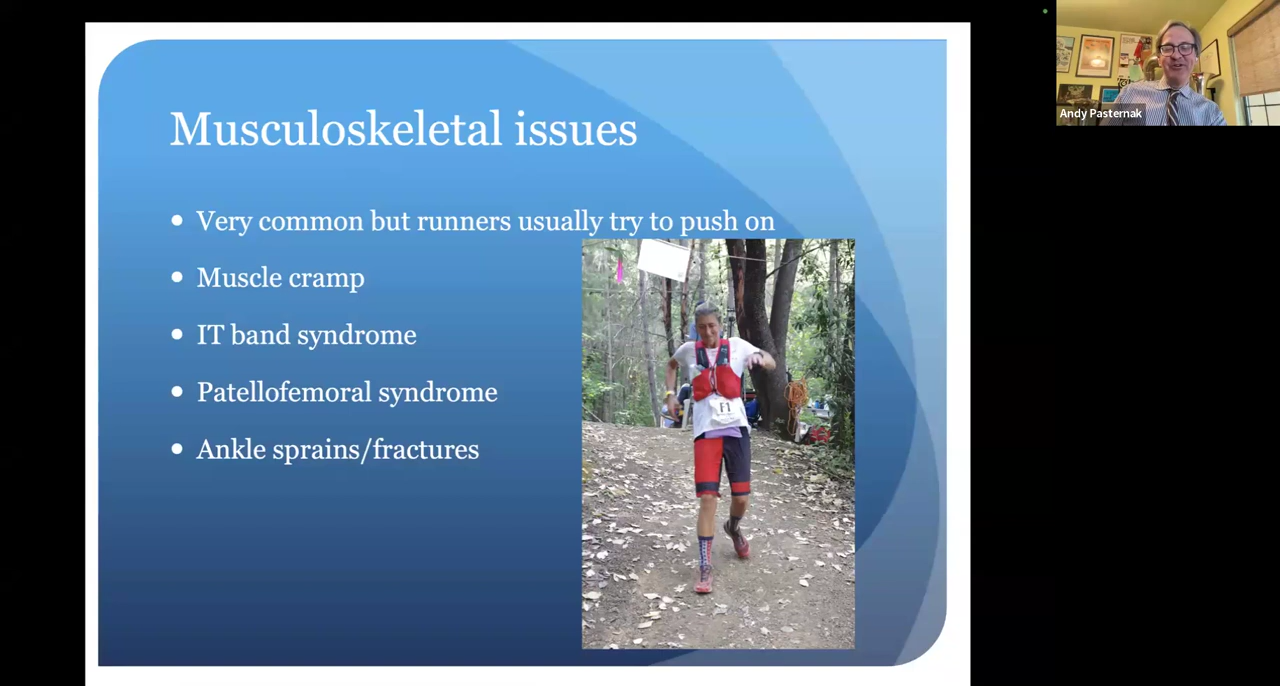 Musculoskeletal issues
Very common but runners usually try to push on
Muscle cramp
IT band syndrome
Patellofemoral syndrome
Ankle sprains/fractures
F1
Andy Pasternak